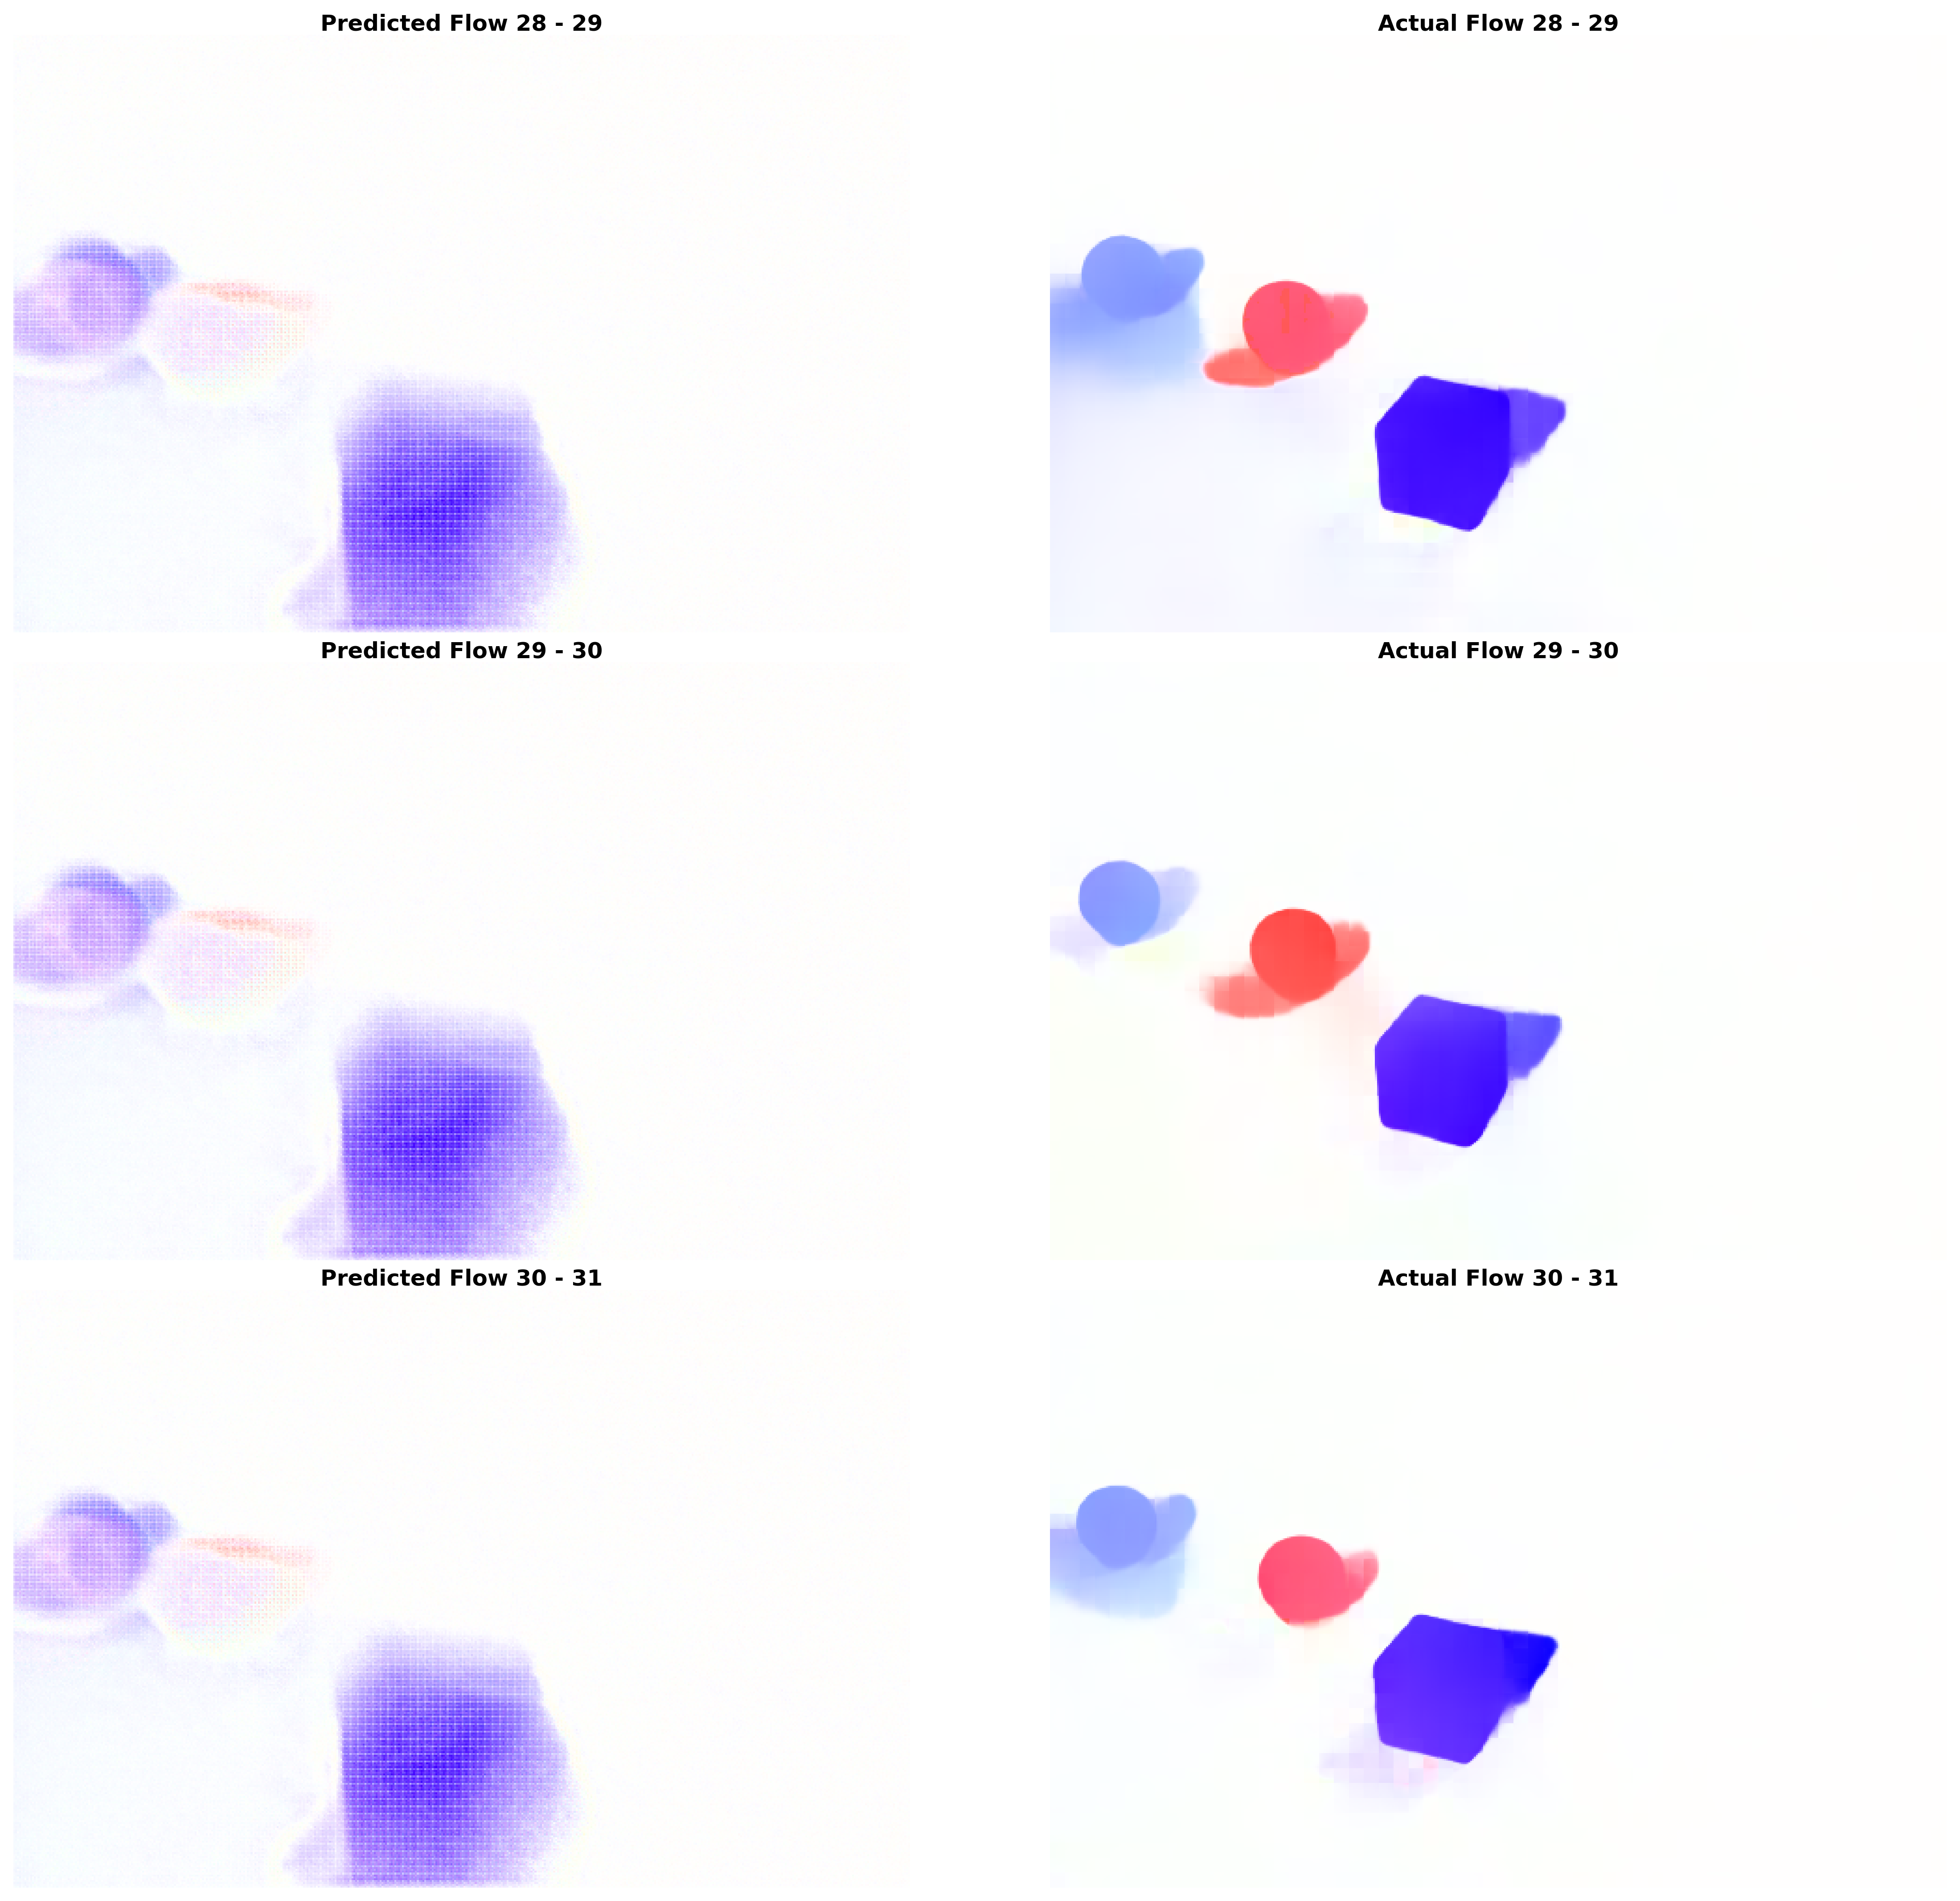 Predicted Flow 28 - 29
Actual Flow 28 - 29
Predicted Flow 29 - 30
Actual Flow 29 - 30
Predicted Flow 30 - 31
Actual Flow 30 - 31